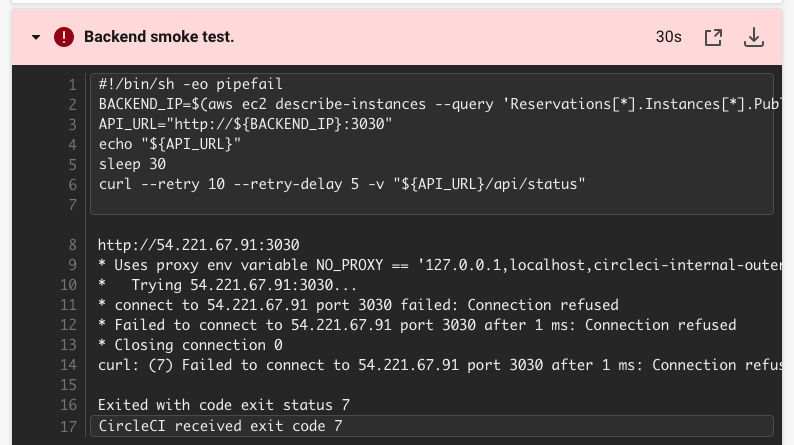 Backend smoke test.
30s
1 #!/bin/sh -eo pipefail
2 BACKEND_IP=$(aws ec2 describe-instances --query 'Reservations[*].Instances[*].Publ
3 API_URL="http://${BACKEND_IP}:3030"
4 echo "${API_URL}"
5 sleep 30
6 curl --retry 10 --retry-delay 5 -v "${API_URL}/api/status"
7
8 http://54.221.67.91:3030
9 * Uses proxy env variable NO_PROXY == '127.0.0.1,localhost,circleci-internal-outer
10 *   Trying 54.221.67.91:3030...
11 * connect to 54.221.67.91 port 3030 failed: Connection refused
12 * Failed to connect to 54.221.67.91 port 3030 after 1 ms: Connection refused
13 * Closing connection 0
14 curl: (7) Failed to connect to 54.221.67.91 port 3030 after 1 ms: Connection refus
15
16 Exited with code exit status 7
17 CircleCI received exit code 7